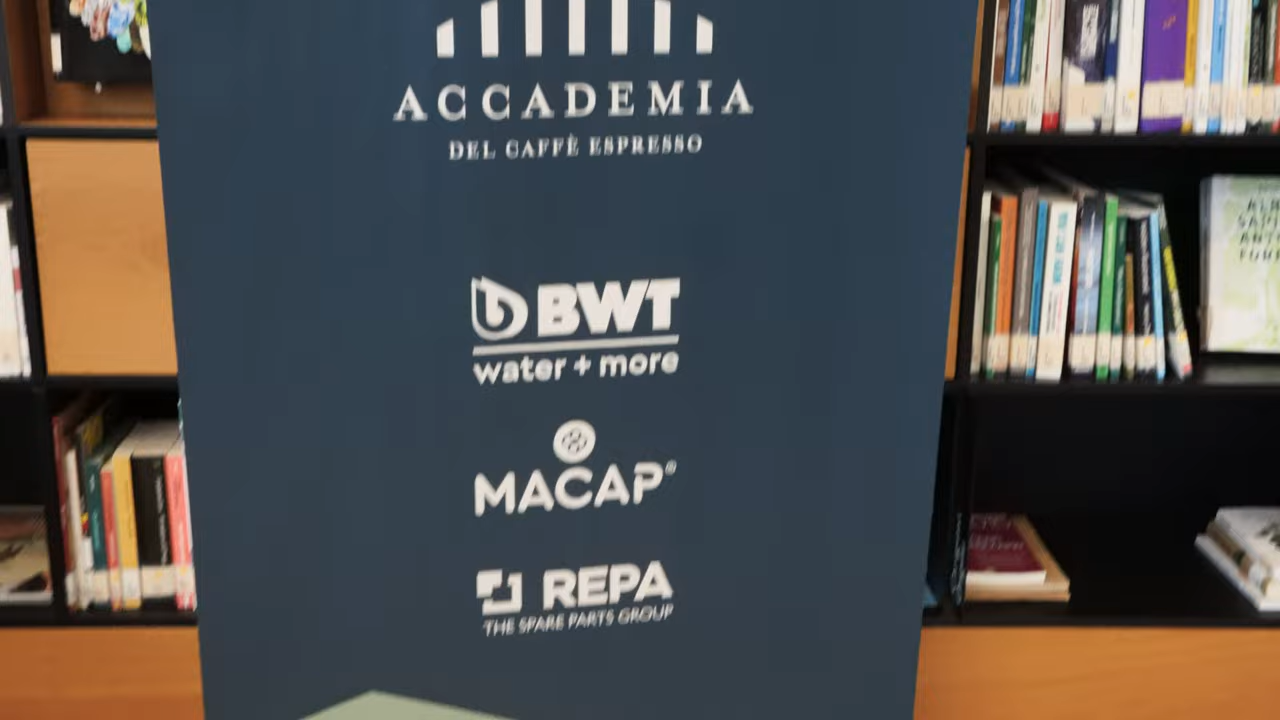 ACCADEMIA
DEL CAFFÈ ESPRESSO
BWT
water + more
MACAP®
REPA
THE SPARE PARTS GROUP